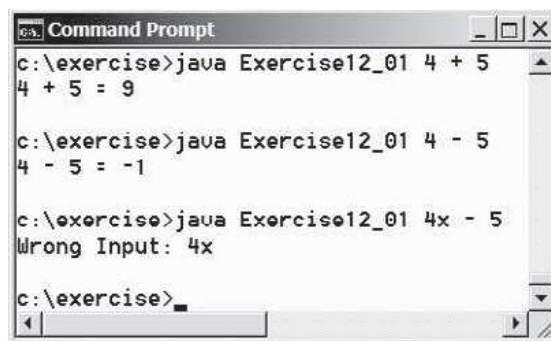 Command Prompt
c:\exercise>java Exercise12_01 4 + 5
4 + 5 = 9
c:\exercise>java Exercise12_01 4 - 5
4 - 5 = -1
c:\exercise>java Exercise12_01 4x - 5
Wrong Input: 4x
c:\exercise>